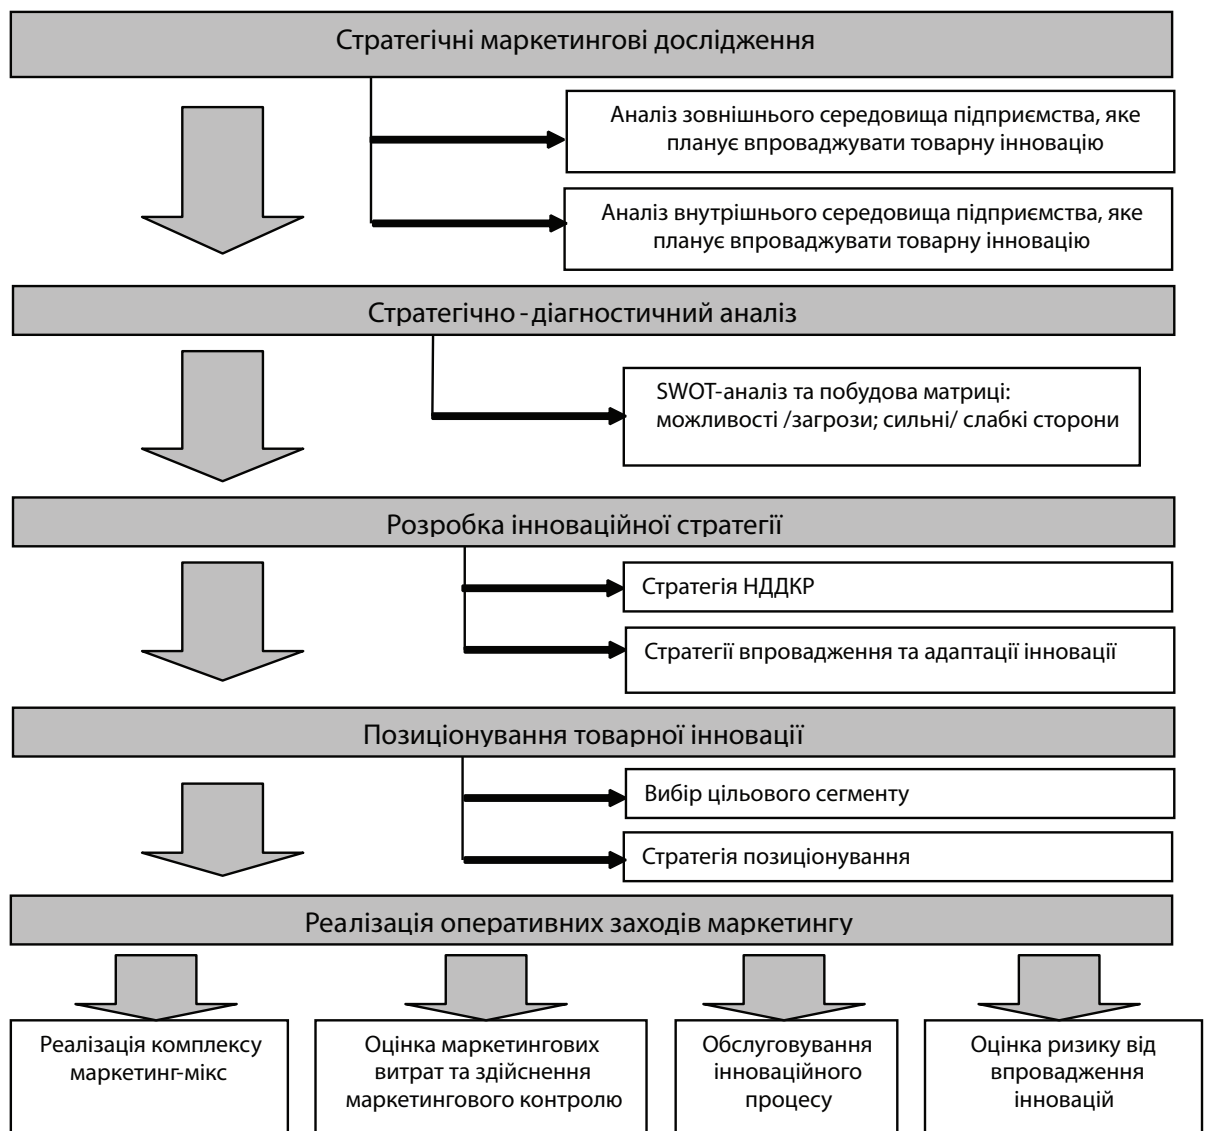 Стратегічні маркетингові дослідження
Аналіз зовнішнього середовища підприємства, яке
планує впроваджувати товарну інновацію
Аналіз внутрішнього середовища підприємства, яке
планує впроваджувати товарну інновацію
Стратегічно - діагностичний аналіз
SWOT-аналіз та побудова матриці:
можливості /загрози; сильні/ слабкі сторони
Розробка інноваційної стратегії
Стратегія НДДКР
Стратегії впровадження та адаптації інновації
Позиціонування товарної інновації
Вибір цільового сегменту
Стратегія позиціонування
Реалізація оперативних заходів маркетингу
Реалізація комплексу
маркетинг-мікс
Оцінка маркетингових
витрат та здійснення
маркетингового контролю
Обслуговування
інноваційного
процесу
Оцінка ризику від
впровадження
інновацій